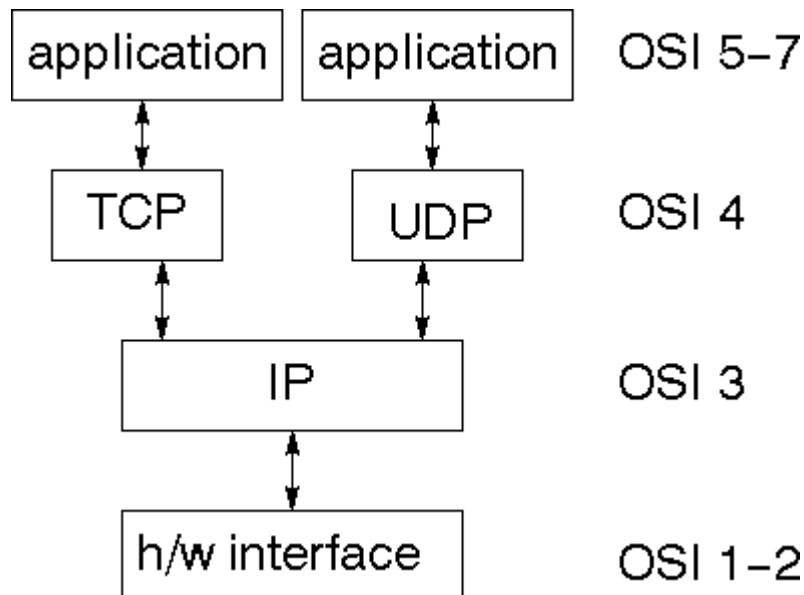 application application OSI 5-7
TCP UDP OSI 4
IP OSI 3
h/w interface OSI 1-2